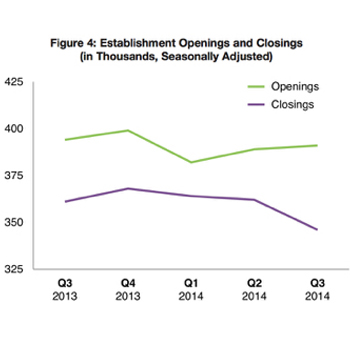 Figure 4: Establishment Openings and Closings
(in Thousands, Seasonally Adjusted)
425
Openings
Closings
400
375
350
325
Q3 Q4 Q1 Q2 Q3
2013 2013 2014 2014 2014